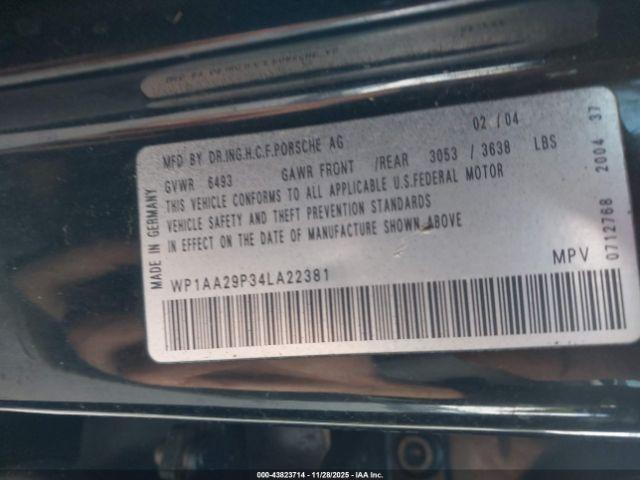 MFD BY DR.ING.H.C.F.PORSCHE AG 02 / 04
GVWR 6493 GAWR FRONT /REAR 3053 / 3638 LBS
THIS VEHICLE CONFORMS TO ALL APPLICABLE U.S.FEDERAL MOTOR
VEHICLE SAFETY AND THEFT PREVENTION STANDARDS
IN EFFECT ON THE DATE OF MANUFACTURE SHOWN ABOVE
WP1AA29P34LA22381 MPV
MADE IN GERMANY
0712768 2004 37
00-43823714 | 11/28/2025 - IAA Inc.